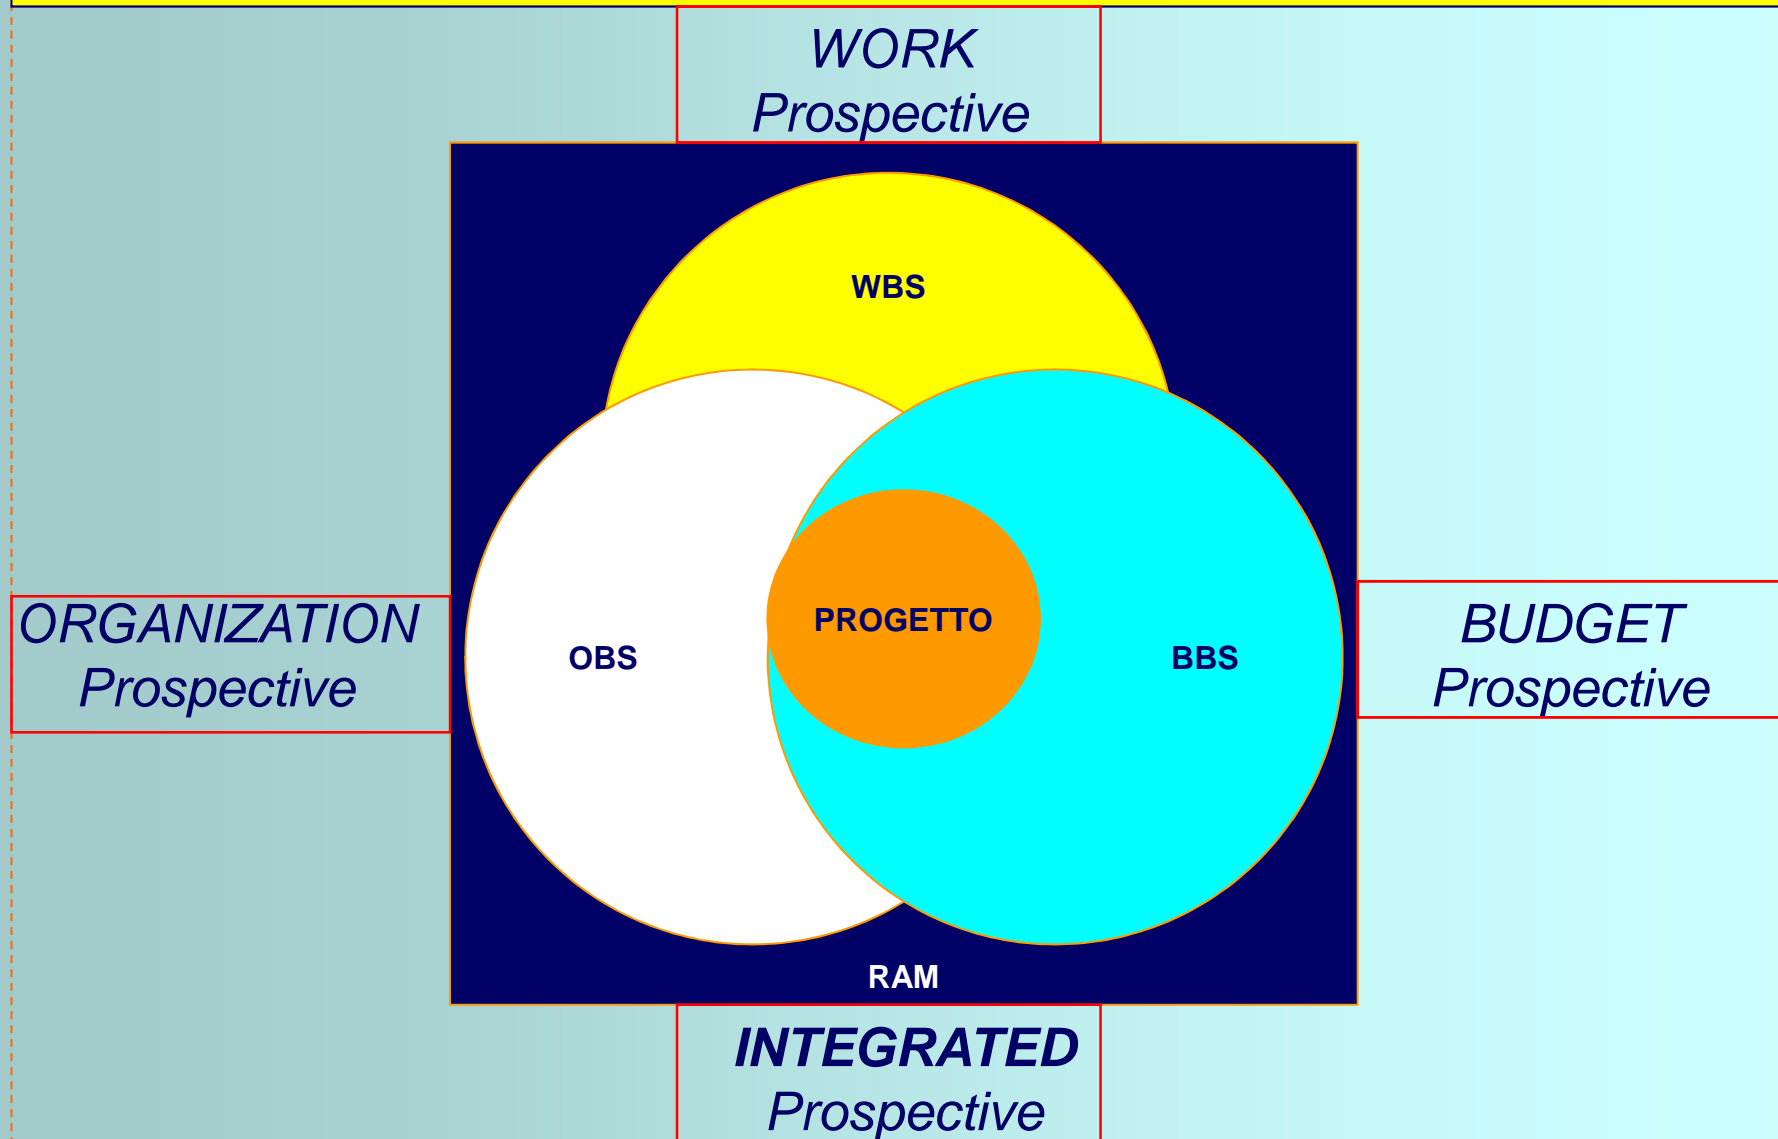 WORK
Prospective
WBS
ORGANIZATION
Prospective
OBS
PROGETTO
BBS
BUDGET
Prospective
RAM
INTEGRATED
Prospective